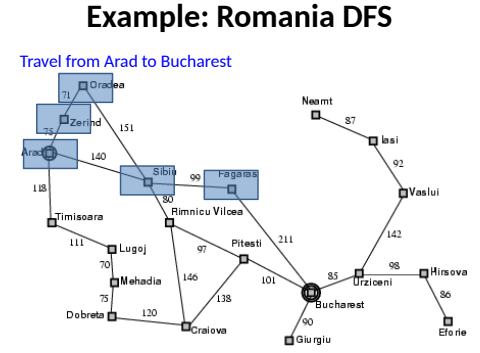 Example: Romania DFS
Travel from Arad to Bucharest
71
Oradea
Neamt
87
75
Zerind
151
Iasi
Arad
140
92
Sibiu
99
Fagaras
118
80
Vaslui
Timisoara
Rimnicu Vilcea
111
142
211
Lugoj
97
Pitesti
70
98
Hirsova
Mehadia
146
101
85
Urziceni
75
138
86
Bucharest
Dobreta
120
90
Craiova
Eforie
Giurgiu